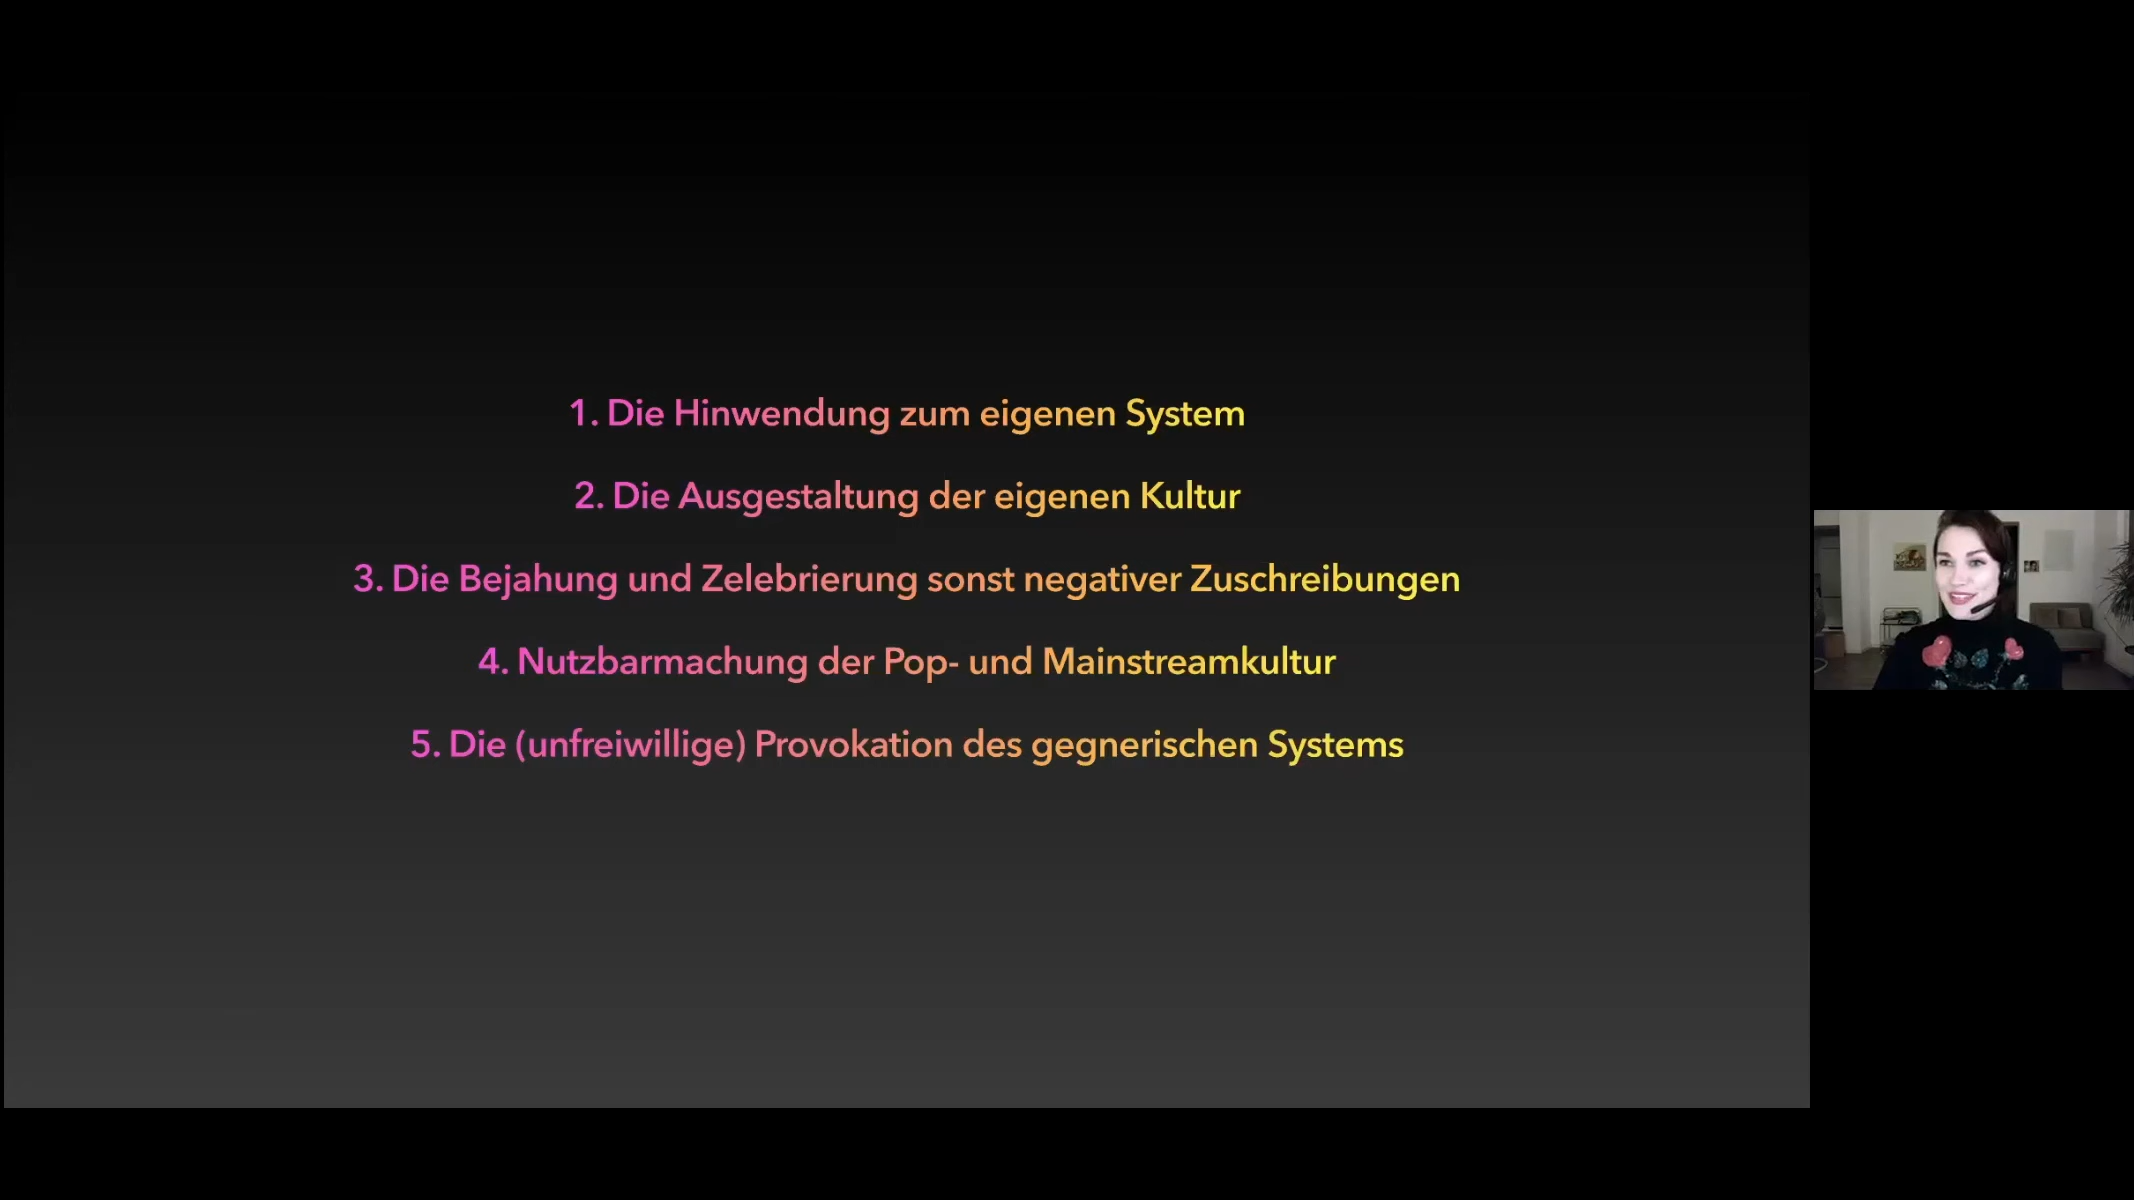 1. Die Hinwendung zum eigenen System
2. Die Ausgestaltung der eigenen Kultur
3. Die Bejahung und Zelebrierung sonst negativer Zuschreibungen
4. Nutzbarmachung der Pop- und Mainstreamkultur
5. Die (unfreiwillige) Provokation des gegnerischen Systems